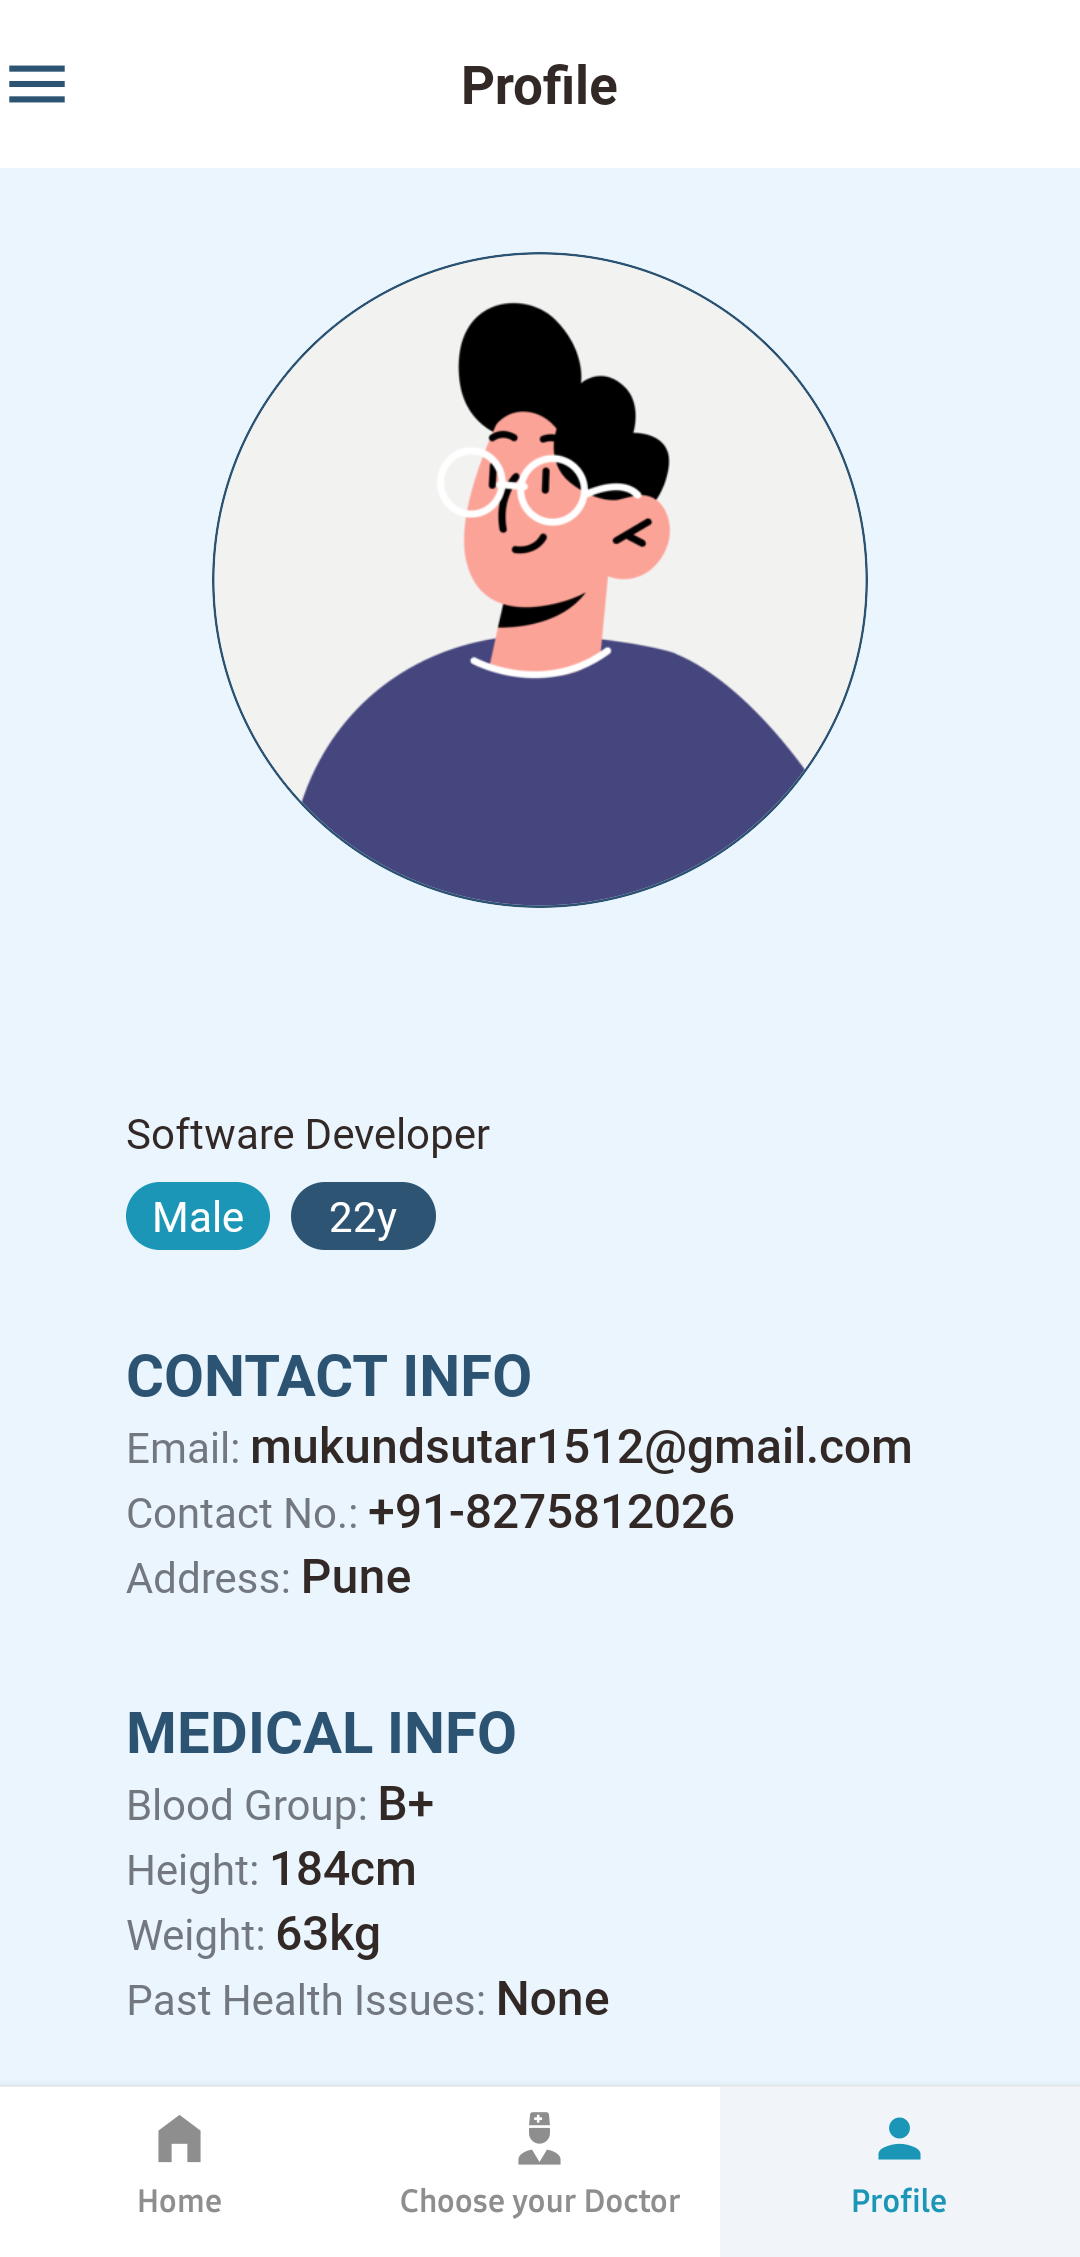 Profile
Software Developer
Male 22y
CONTACT INFO
Email: mukundsutar1512@gmail.com
Contact No.: +91-8275812026
Address: Pune
MEDICAL INFO
Blood Group: B+
Height: 184cm
Weight: 63kg
Past Health Issues: None
Home Choose your Doctor Profile